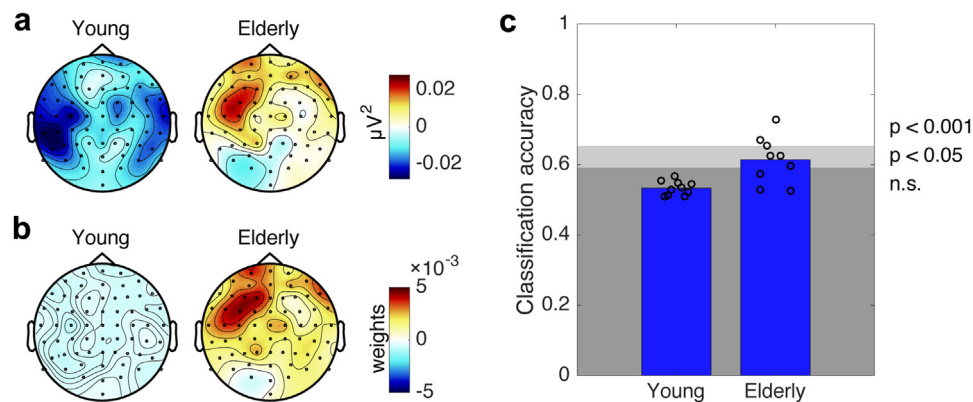 a
Young
Elderly
0.02
0
-0.02
μV²
b
Young
Elderly
×10⁻³
5
0
-5
weights
c
Classification accuracy
1
0.8
0.6
0.4
0.2
0
Young
Elderly
p < 0.001
p < 0.05
n.s.